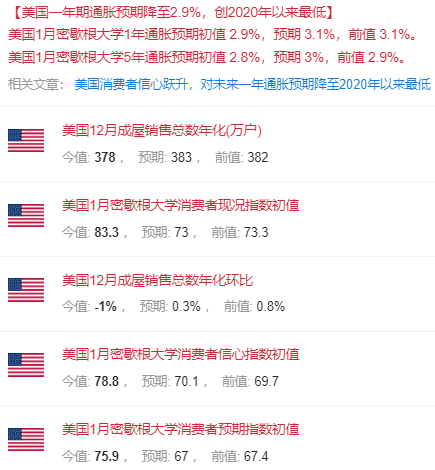 【美国一年期通胀预期降至2.9%，创2020年以来最低】
美国1月密歇根大学1年通胀预期初值 2.9%，预期 3.1%，前值 3.1%。
美国1月密歇根大学5年通胀预期初值 2.8%，预期 3%，前值 2.9%。
相关文章： 美国消费者信心跃升，对未来一年通胀预期降至2020年以来最低
美国12月成屋销售总数年化(万户)
今值: 378 ， 预期: 383 ， 前值: 382
美国1月密歇根大学消费者现况指数初值
今值: 83.3 ， 预期: 73 ， 前值: 73.3
美国12月成屋销售总数年化环比
今值: -1% ， 预期: 0.3% ， 前值: 0.8%
美国1月密歇根大学消费者信心指数初值
今值: 78.8 ， 预期: 70.1 ， 前值: 69.7
美国1月密歇根大学消费者预期指数初值
今值: 75.9 ， 预期: 67 ， 前值: 67.4